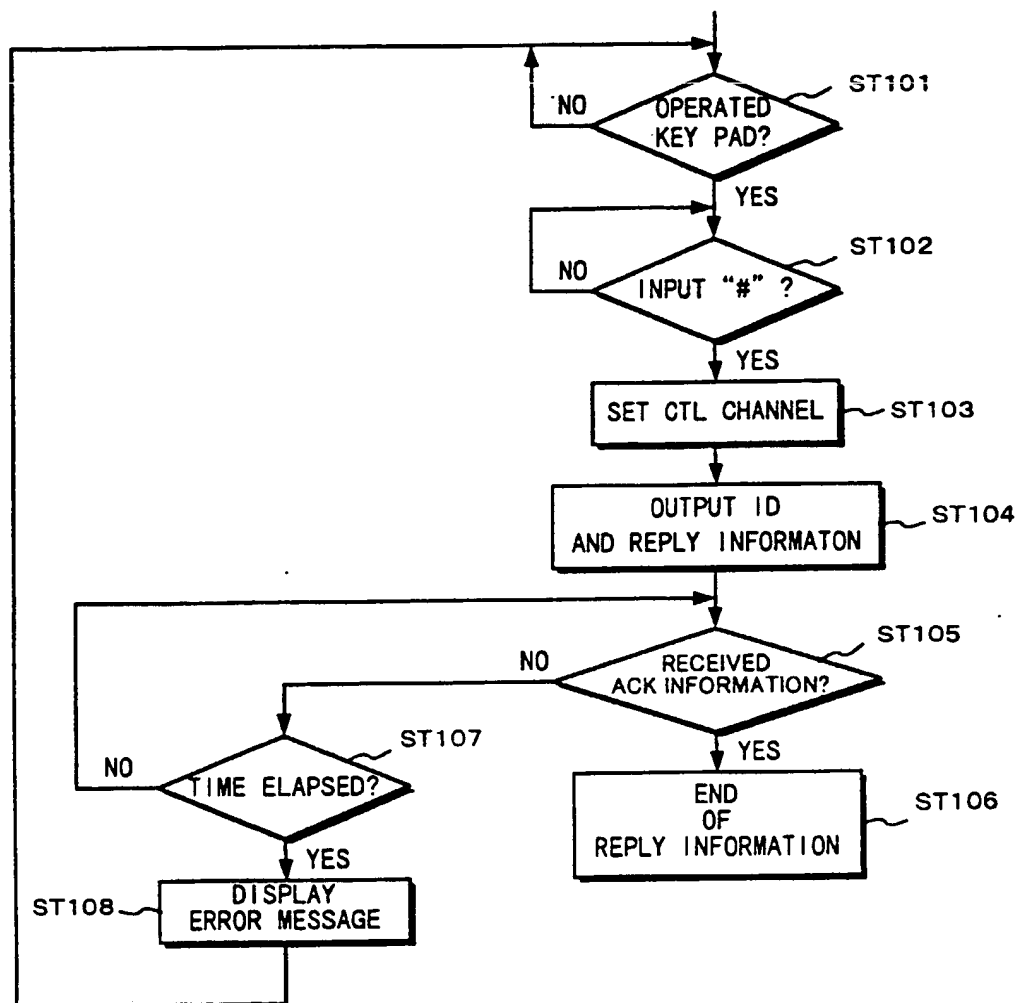 ST101
NO
OPERATED
KEY PAD?
YES
ST102
NO
INPUT “#” ?
YES
SET CTL CHANNEL
ST103
OUTPUT ID
AND REPLY INFORMATON
ST104
ST105
NO
RECEIVED
ACK INFORMATION?
YES
ST107
NO
TIME ELAPSED?
END
OF
REPLY INFORMATION
ST106
YES
ST108
DISPLAY
ERROR MESSAGE